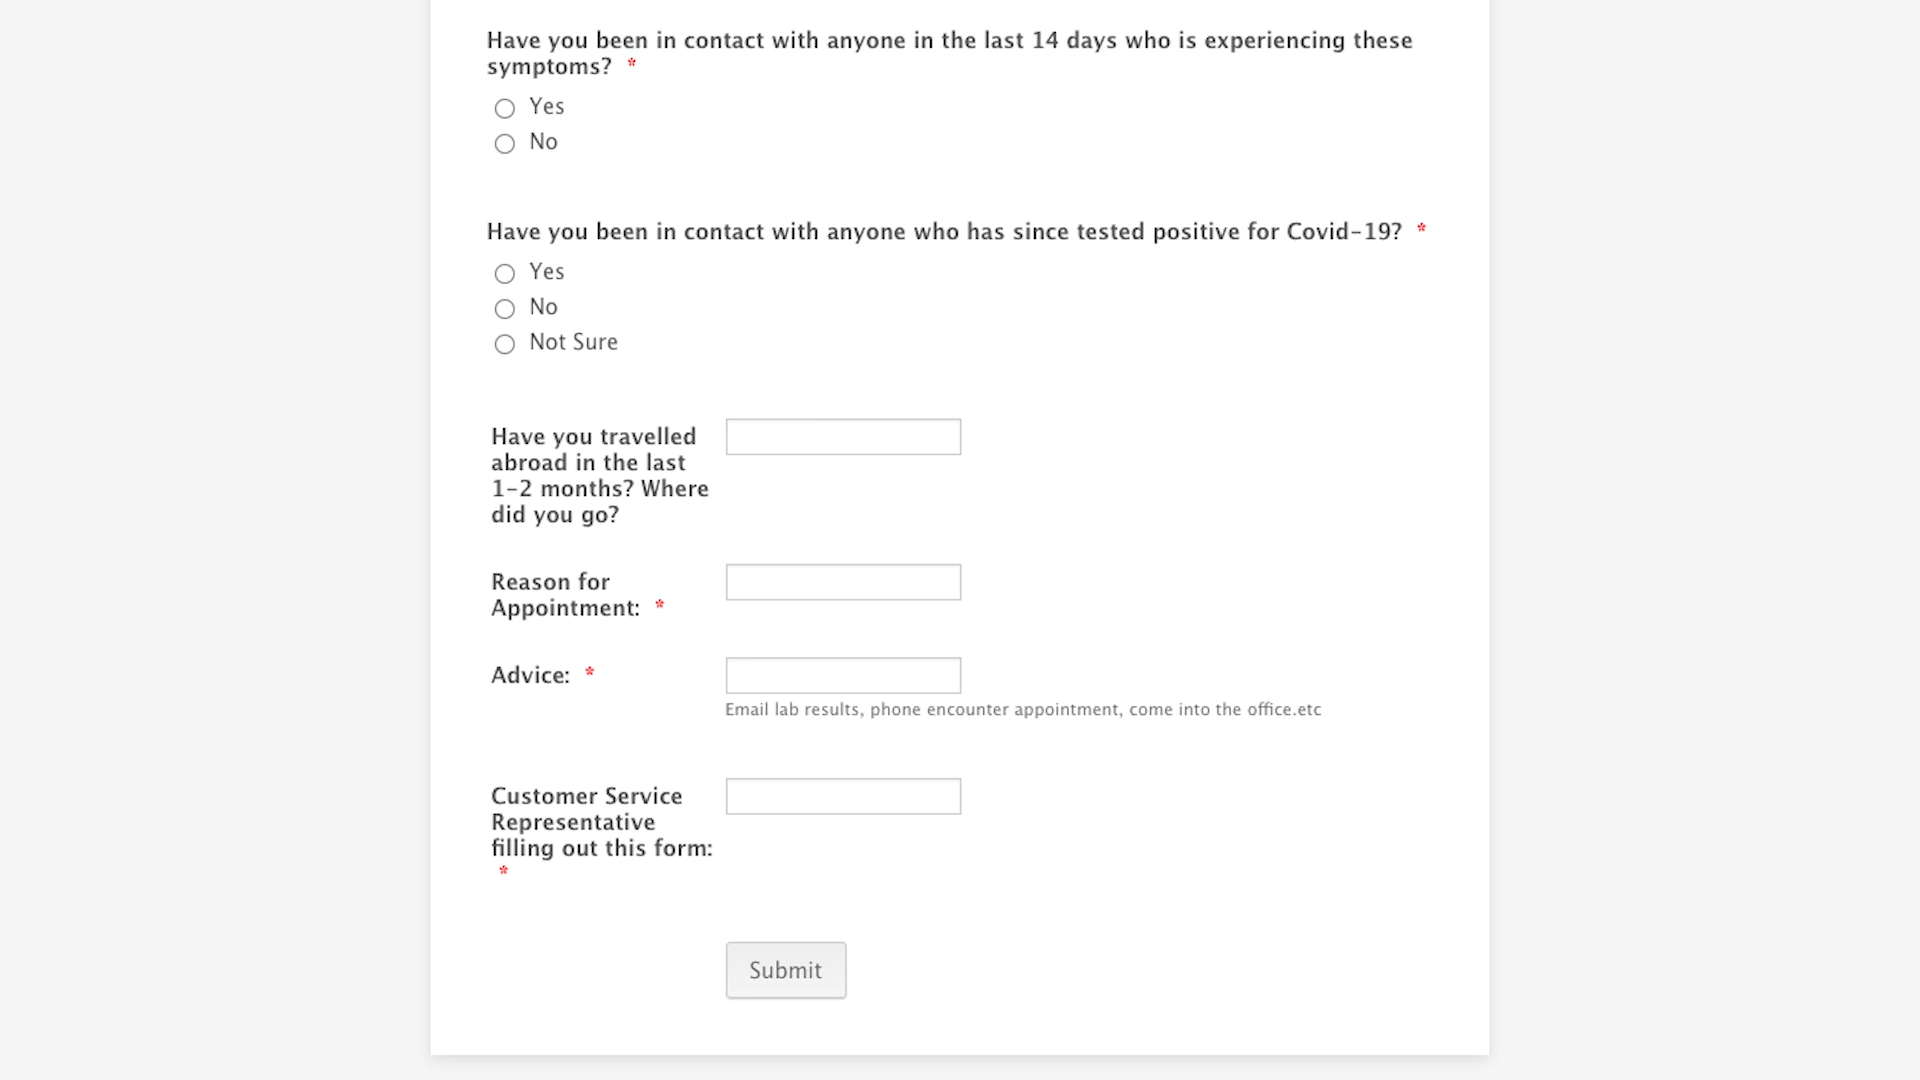 Have you been in contact with anyone in the last 14 days who is experiencing these
symptoms? *
Yes
No
Have you been in contact with anyone who has since tested positive for Covid-19? *
Yes
No
Not Sure
Have you travelled
abroad in the last
1-2 months? Where
did you go?
Reason for
Appointment: *
Advice: *
Email lab results, phone encounter appointment, come into the office.etc
Customer Service
Representative
filling out this form:
*
Submit